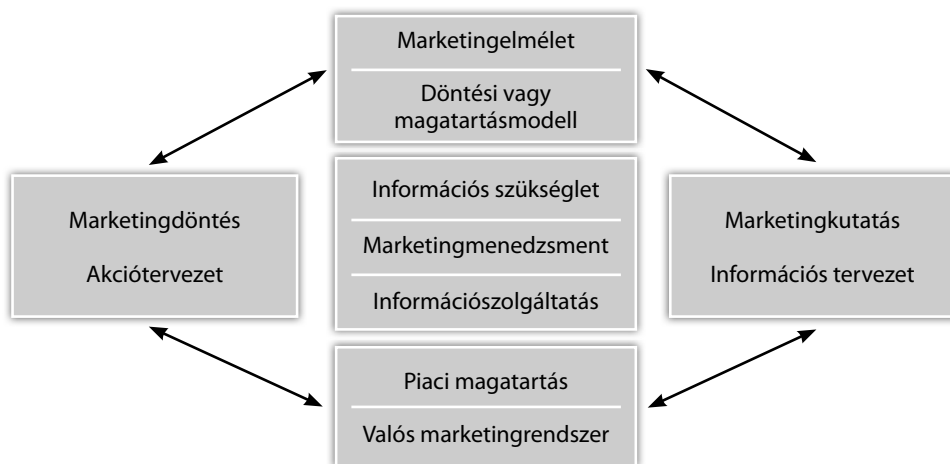 Marketingelmélet
Döntési vagy
magatartásmodell
Marketingdöntés
Akciótervezet
Információs szükséglet
Marketingmenedzsment
Információszolgáltatás
Marketingkutatás
Információs tervezet
Piaci magatartás
Valós marketingrendszer